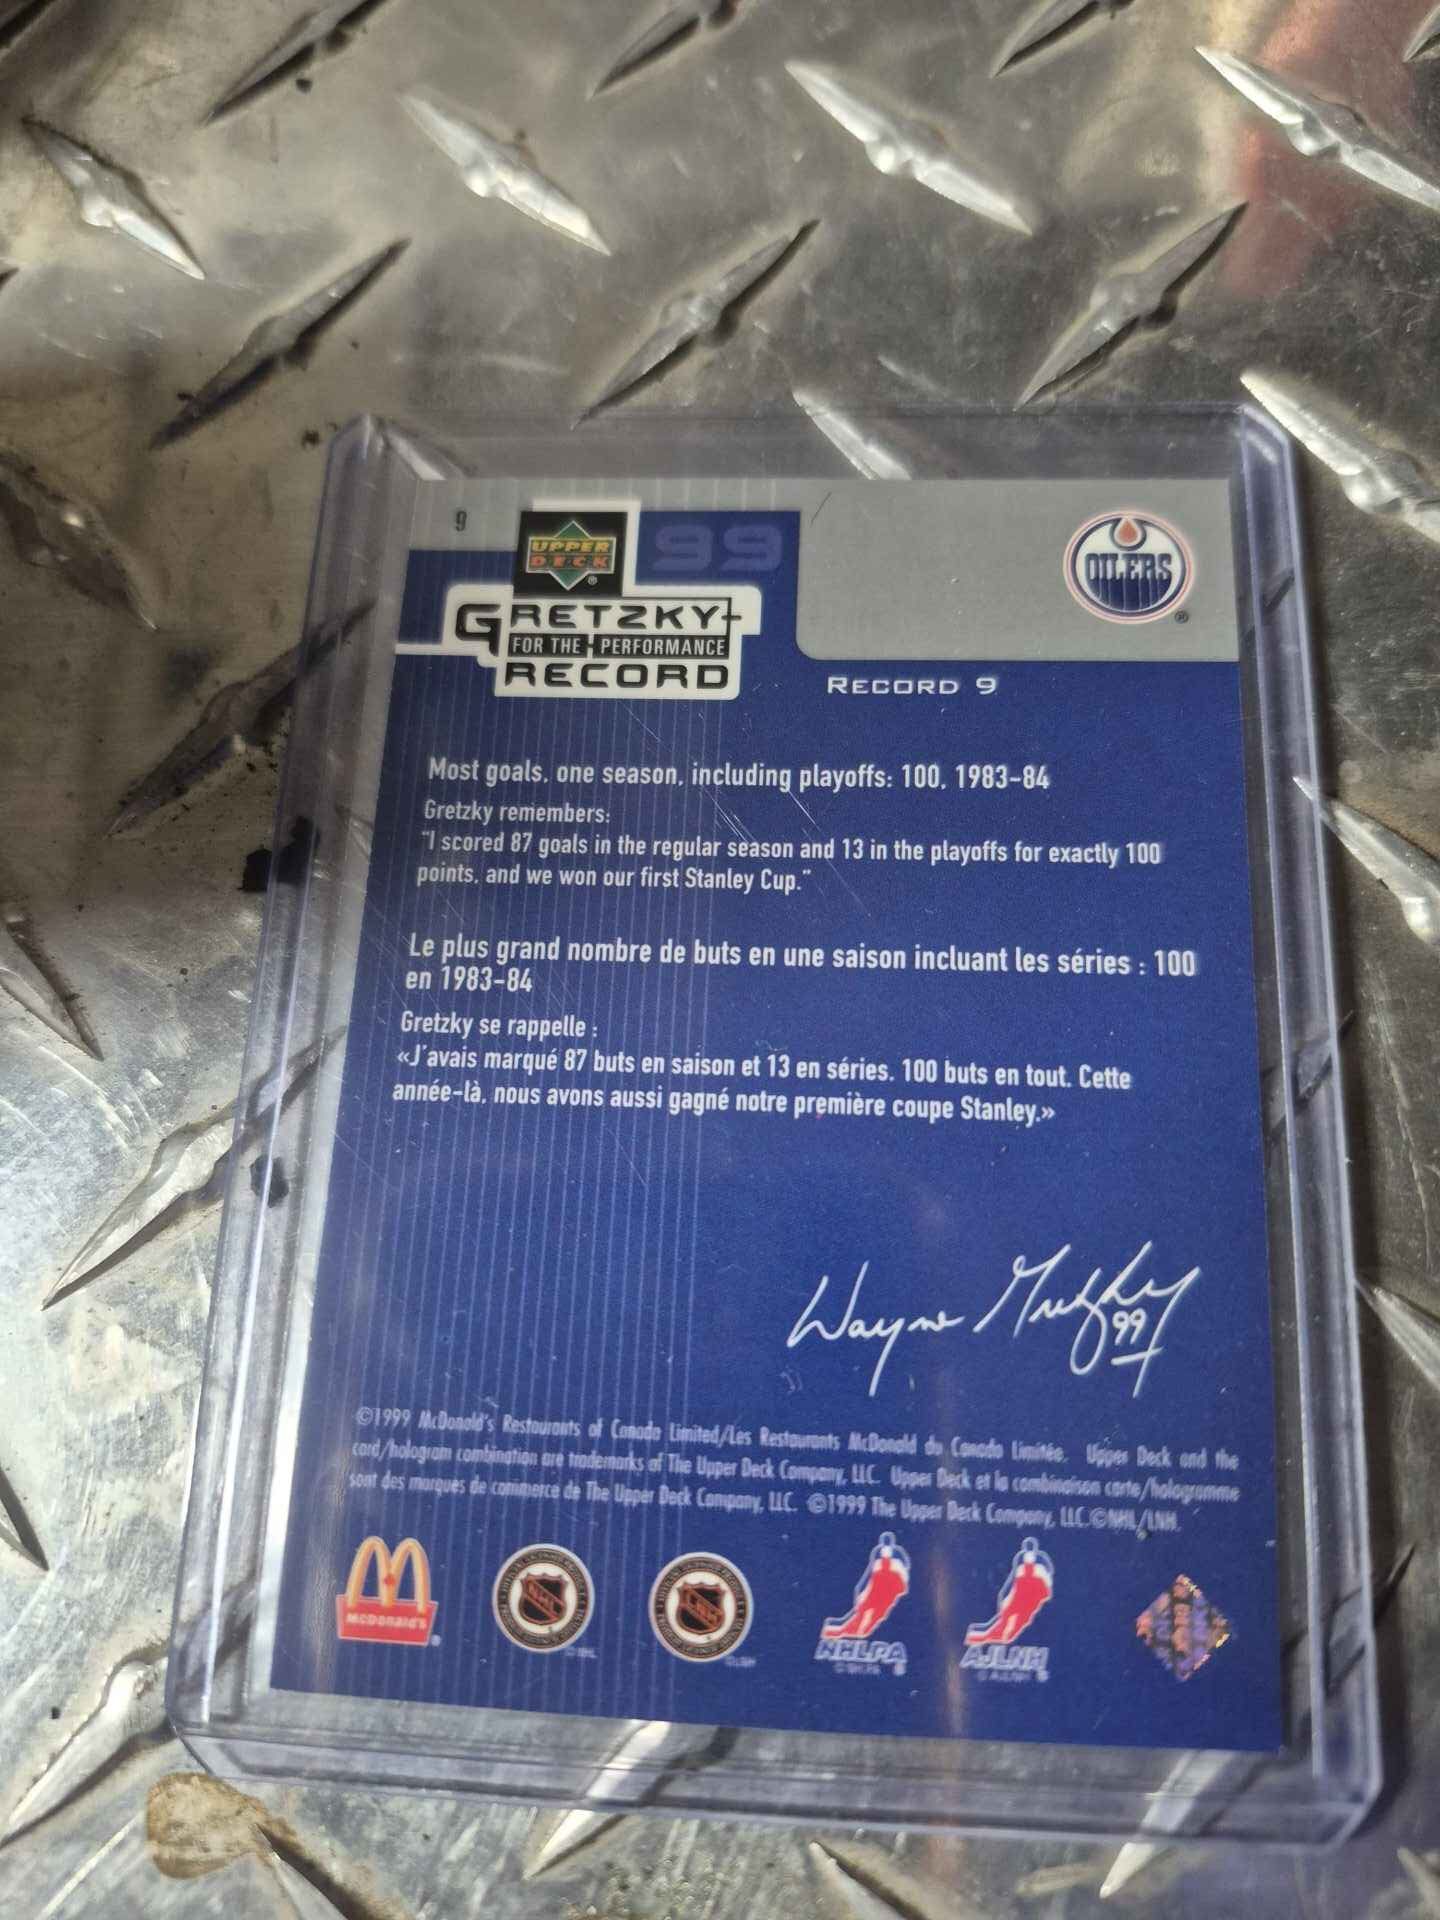 9
UPPER
DECK
®
99
OILERS
®
GRETZKY
FOR THE PERFORMANCE
RECORD
RECORD 9
Most goals, one season, including playoffs: 100, 1983-84
Gretzky remembers:
"I scored 87 goals in the regular season and 13 in the playoffs for exactly 100
points, and we won our first Stanley Cup."
Le plus grand nombre de buts en une saison incluant les séries : 100
en 1983-84
Gretzky se rappelle :
«J'avais marqué 87 buts en saison et 13 en séries. 100 buts en tout. Cette
année-là, nous avons aussi gagné notre première coupe Stanley.»
Wayne Gretzky
99
©1999 McDonald's Restaurants of Canada Limited/Les Restaurants McDonald du Canada Limitée. Upper Deck and the
card/hologram combination are trademarks of The Upper Deck Company, LLC. Upper Deck et la combinaison carte/hologramme
sont des marques de commerce de The Upper Deck Company, LLC. ©1999 The Upper Deck Company, LLC.©NHL/LNH.
McDonald's ®
NHL
LNH
NHLPA
AJLNH